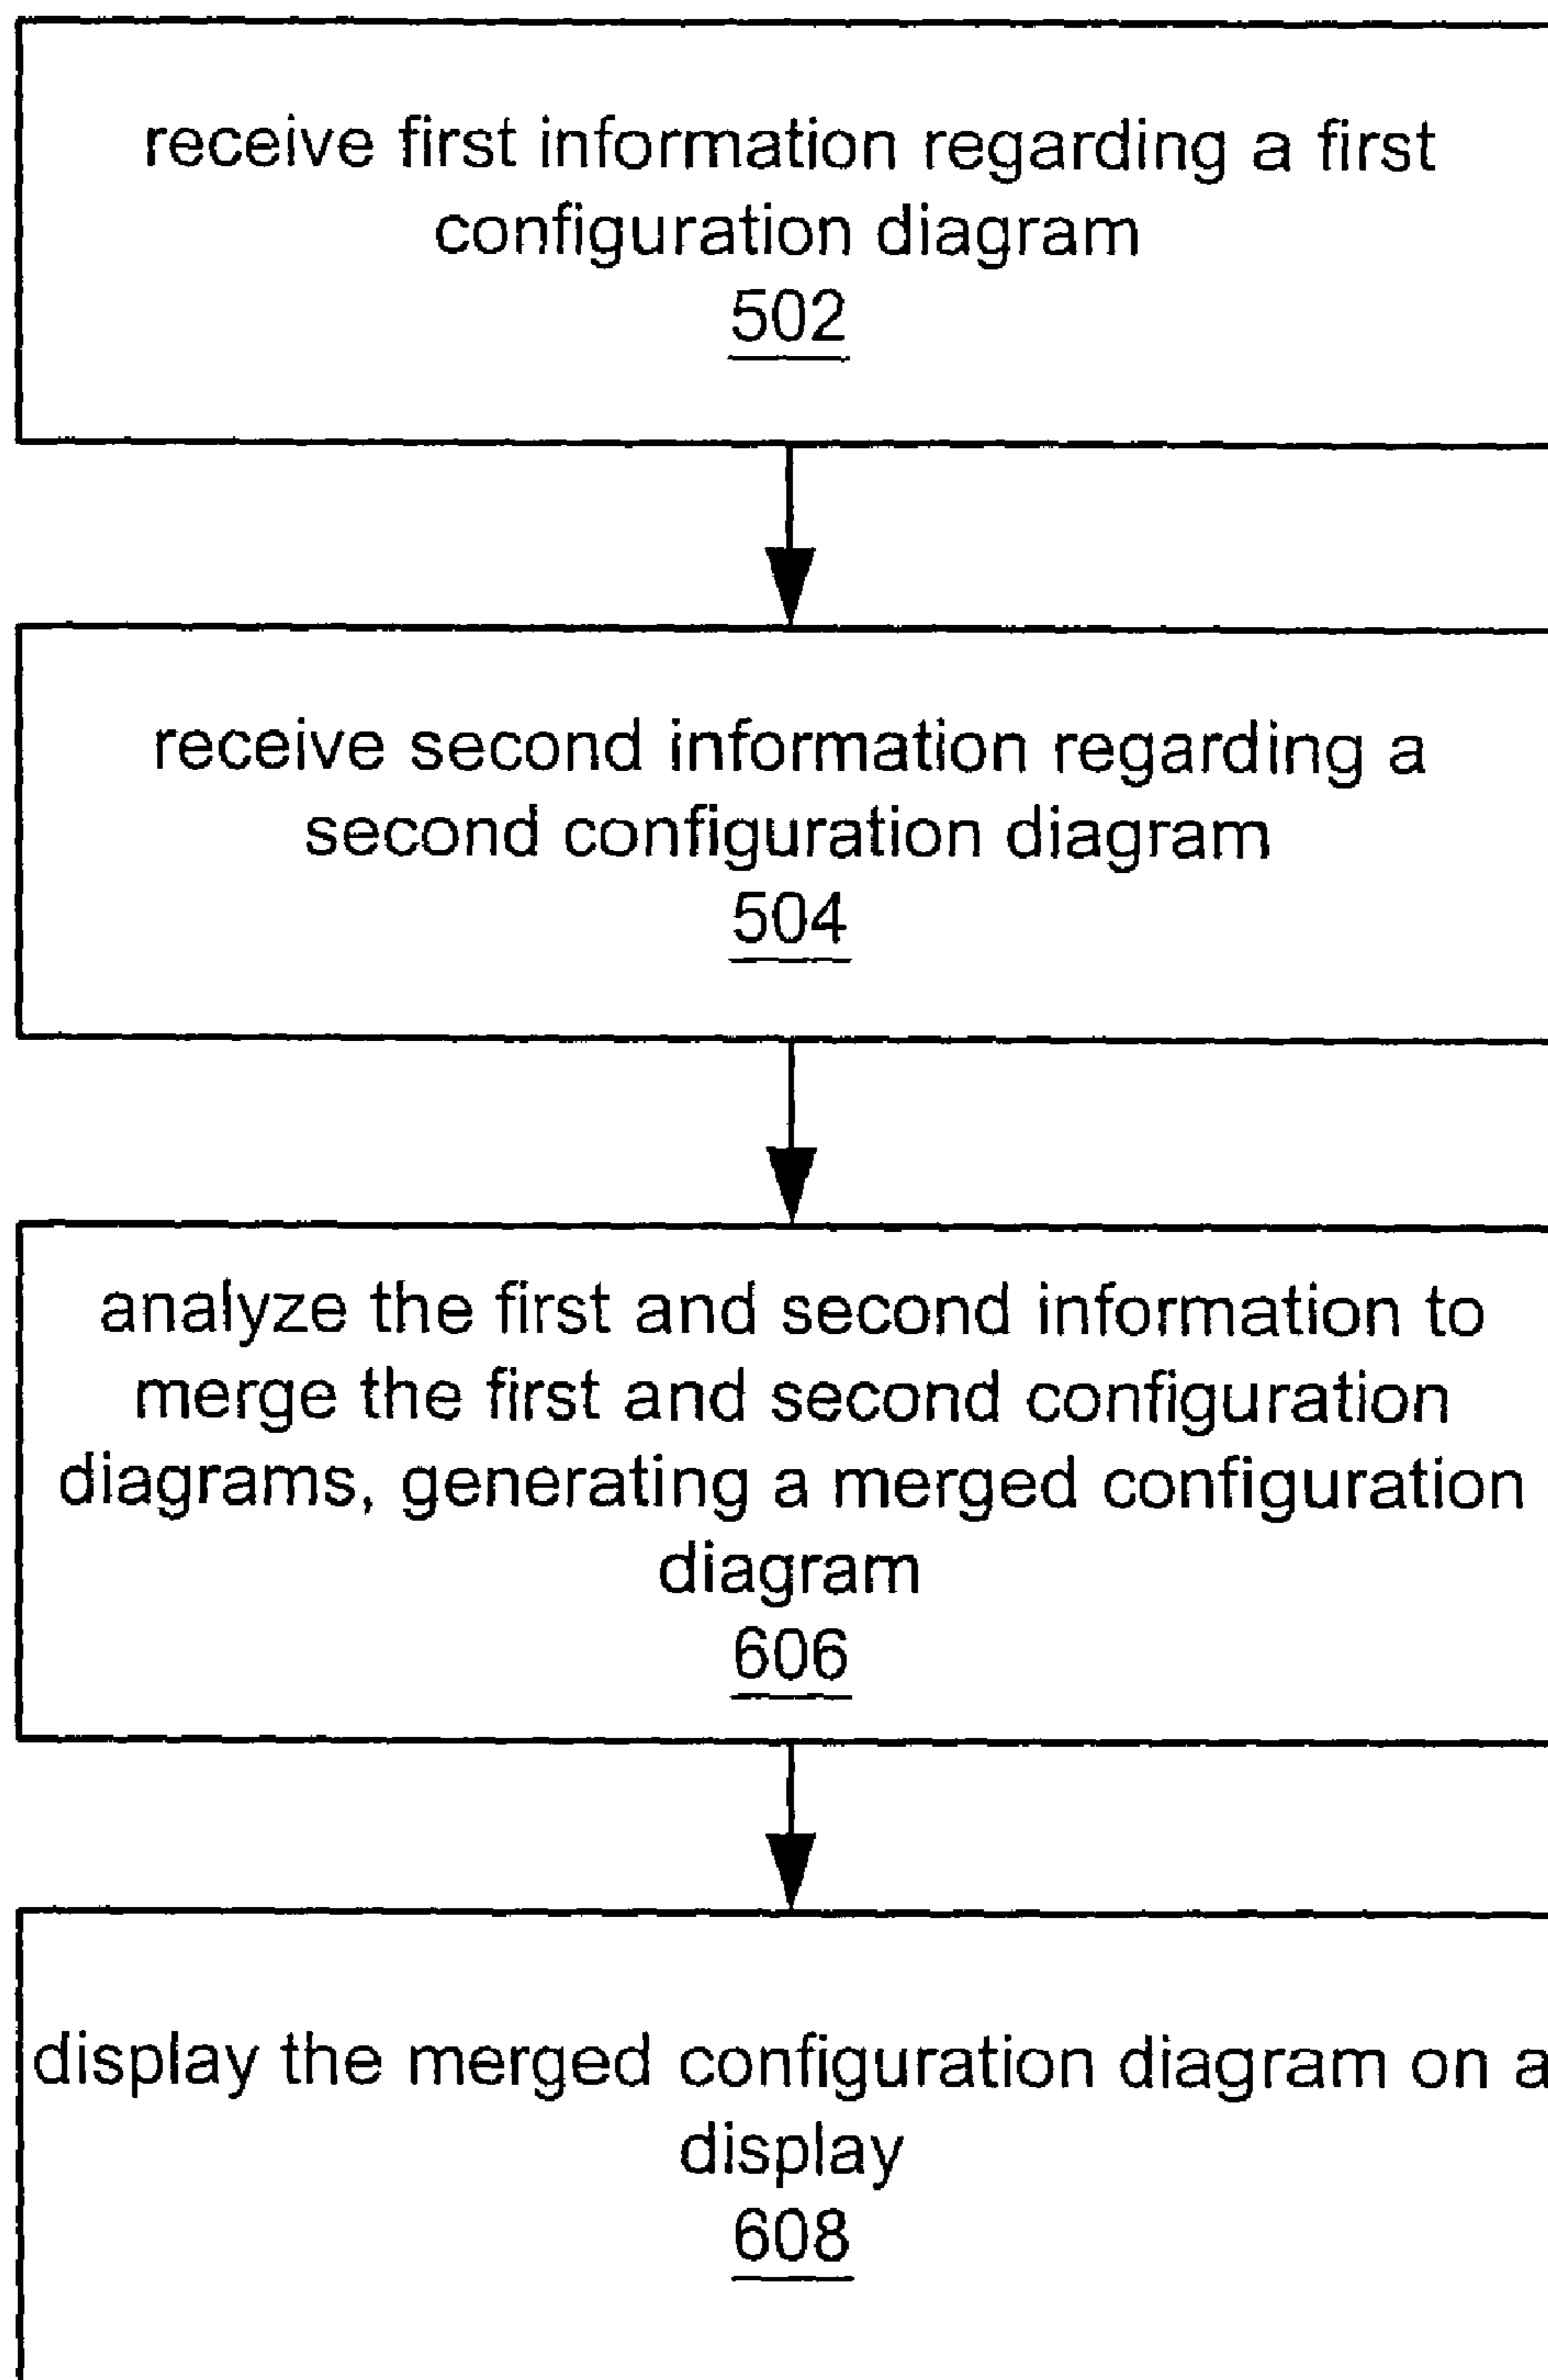 receive first information regarding a first
configuration diagram
502
receive second information regarding a
second configuration diagram
504
analyze the first and second information to
merge the first and second configuration
diagrams, generating a merged configuration
diagram
606
display the merged configuration diagram on a
display
608